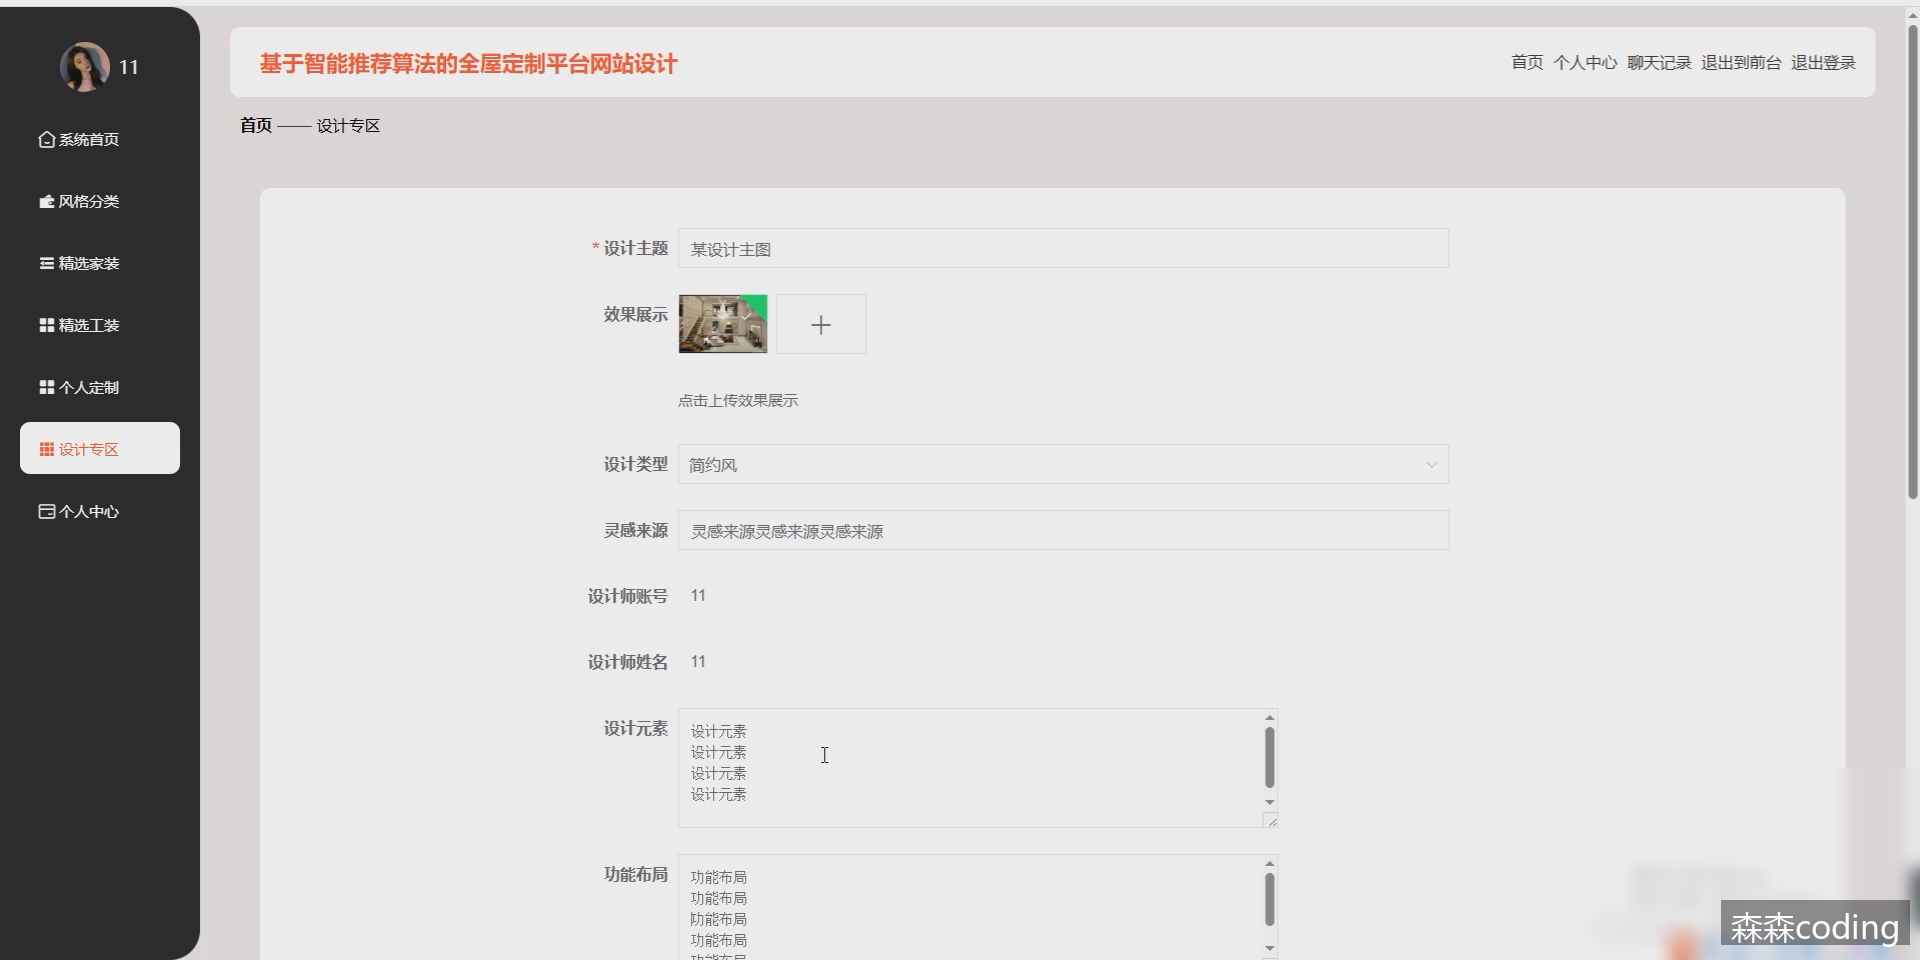 11
系统首页
风格分类
精选家装
精选工装
个人定制
设计专区
个人中心
基于智能推荐算法的全屋定制平台网站设计
首页 个人中心 聊天记录 退出到前台 退出登录
首页 —— 设计专区
* 设计主题 某设计主图
效果展示
点击上传效果展示
设计类型 简约风
灵感来源 灵感来源灵感来源灵感来源
设计师账号 11
设计师姓名 11
设计元素 设计元素
设计元素
设计元素
设计元素
功能布局 功能布局
功能布局
功能布局
功能布局
森森coding